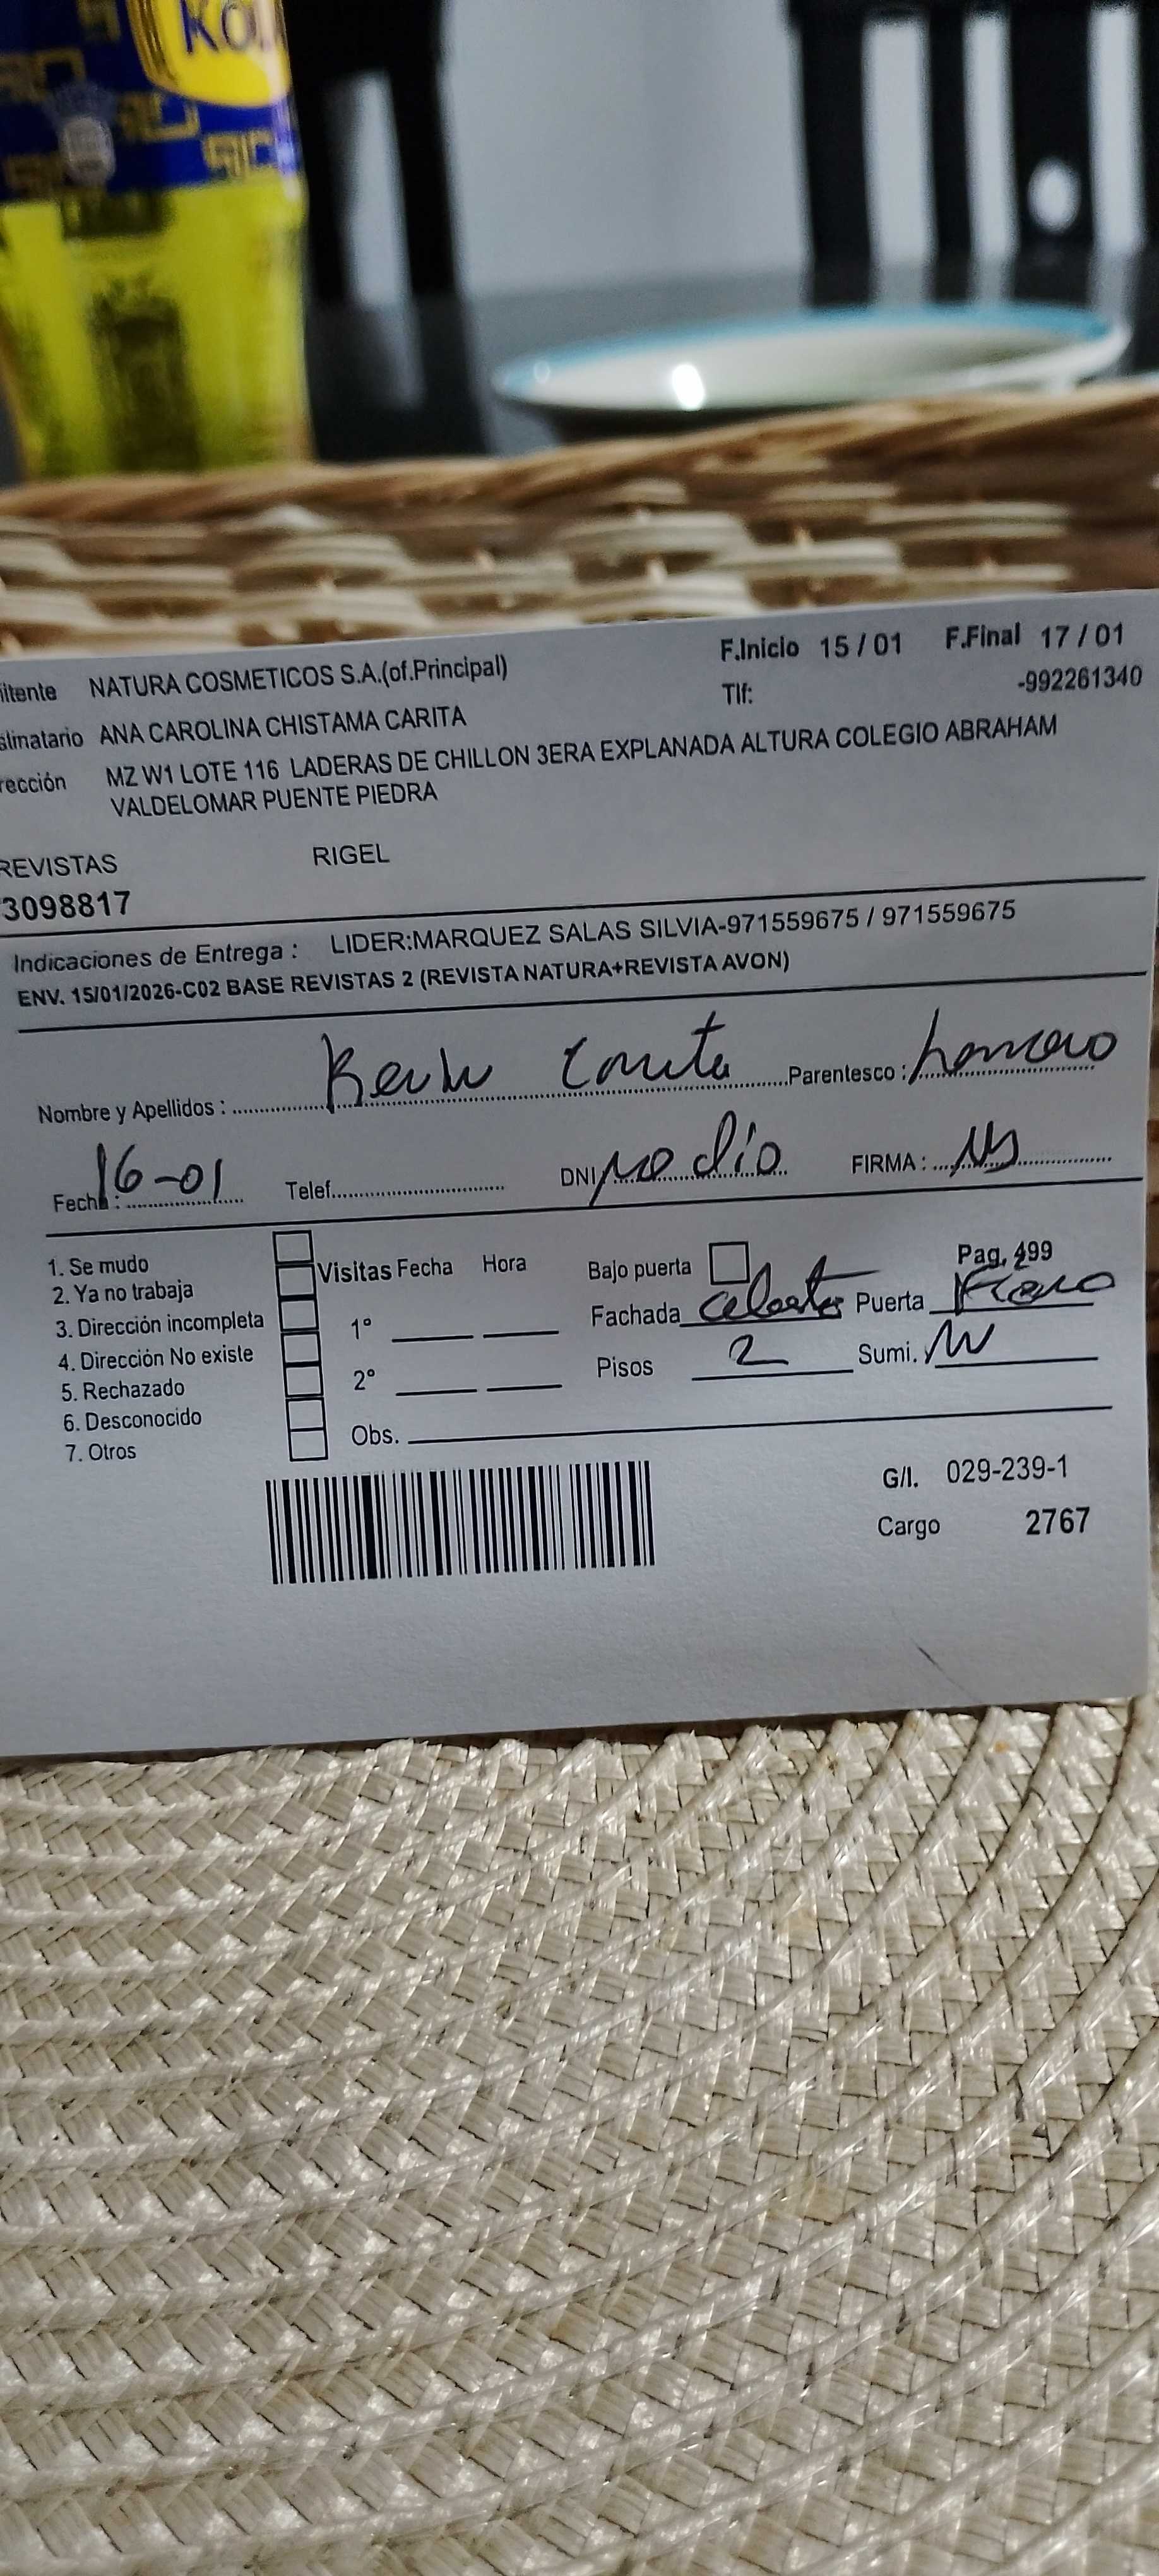 Kol
F.Inicio 15 / 01 F.Final 17 / 01
itente NATURA COSMETICOS S.A.(of.Principal)
Tlf: -992261340
stinatario ANA CAROLINA CHISTAMA CARITA
rección MZ W1 LOTE 116 LADERAS DE CHILLON 3ERA EXPLANADA ALTURA COLEGIO ABRAHAM
VALDELOMAR PUENTE PIEDRA
REVISTAS RIGEL
3098817
Indicaciones de Entrega : LIDER:MARQUEZ SALAS SILVIA-971559675 / 971559675
ENV. 15/01/2026-C02 BASE REVISTAS 2 (REVISTA NATURA+REVISTA AVON)
Nombre y Apellidos : Parentesco :
Fecha : 16-01 Telef. DNI no dio FIRMA :
1. Se mudo
2. Ya no trabaja
3. Dirección incompleta
4. Dirección No existe
5. Rechazado
6. Desconocido
7. Otros
Visitas Fecha Hora
1°
2°
Obs.
Bajo puerta Pag. 499
Fachada celeste Puerta Fierro
Pisos 2 Sumi.
G/I. 029-239-1
Cargo 2767